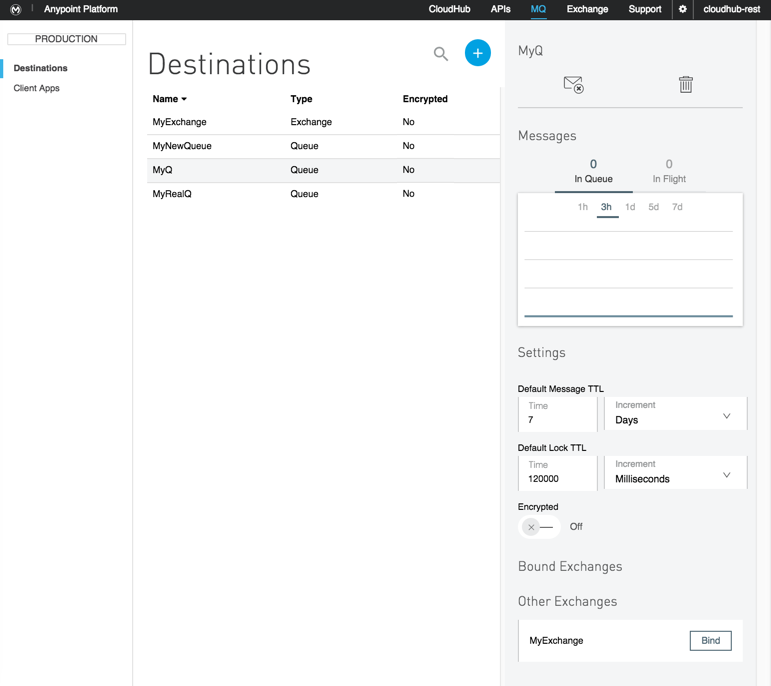 Anypoint Platform CloudHub APIs MQ Exchange Support cloudhub-rest
PRODUCTION
Destinations
Client Apps
Destinations
Name Type Encrypted
MyExchange Exchange No
MyNewQueue Queue No
MyQ Queue No
MyRealQ Queue No
MyQ
Messages
0 0
In Queue In Flight
1h 3h 1d 5d 7d
Settings
Default Message TTL
Time Increment
7 Days
Default Lock TTL
Time Increment
120000 Milliseconds
Encrypted
Off
Bound Exchanges
Other Exchanges
MyExchange Bind